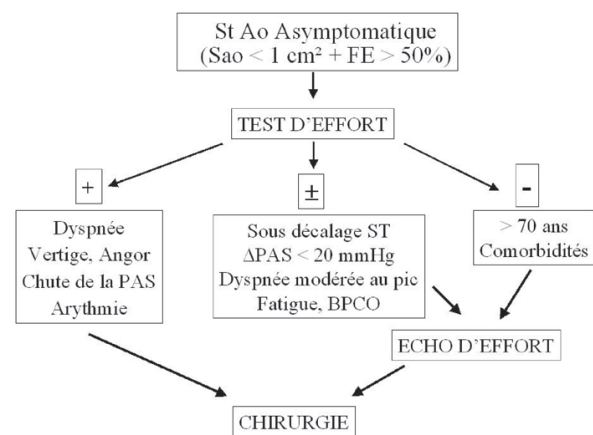 St Ao Asymptomatique
(Sao < 1 cm² + FE > 50%)
TEST D'EFFORT
+
±
-
Dyspnée
Vertige, Angor
Chute de la PAS
Arythmie
Sous décalage ST
ΔPAS < 20 mmHg
Dyspnée modérée au pic
Fatigue, BPCO
> 70 ans
Comorbidités
ECHO D'EFFORT
CHIRURGIE